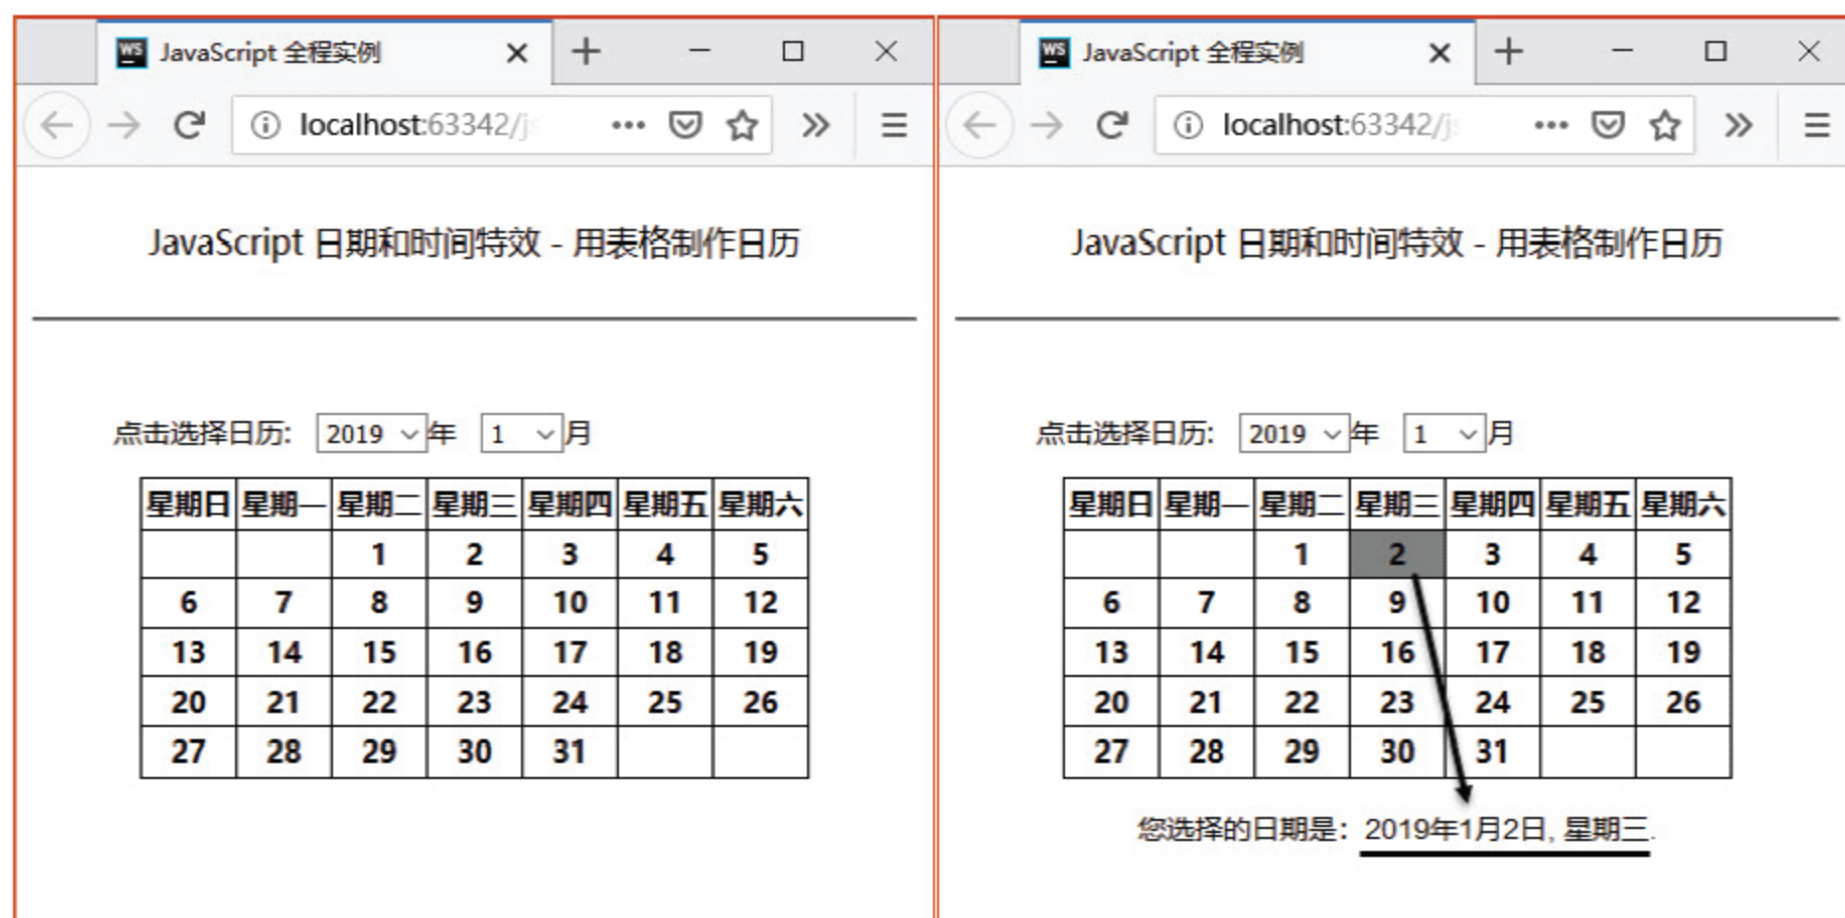 WS JavaScript 全程实例
localhost:63342/js
JavaScript 日期和时间特效 - 用表格制作日历
点击选择日历: 2019 年 1 月
星期日 星期一 星期二 星期三 星期四 星期五 星期六
1 2 3 4 5
6 7 8 9 10 11 12
13 14 15 16 17 18 19
20 21 22 23 24 25 26
27 28 29 30 31
WS JavaScript 全程实例
localhost:63342/js
JavaScript 日期和时间特效 - 用表格制作日历
点击选择日历: 2019 年 1 月
星期日 星期一 星期二 星期三 星期四 星期五 星期六
1 2 3 4 5
6 7 8 9 10 11 12
13 14 15 16 17 18 19
20 21 22 23 24 25 26
27 28 29 30 31
您选择的日期是：2019年1月2日, 星期三.